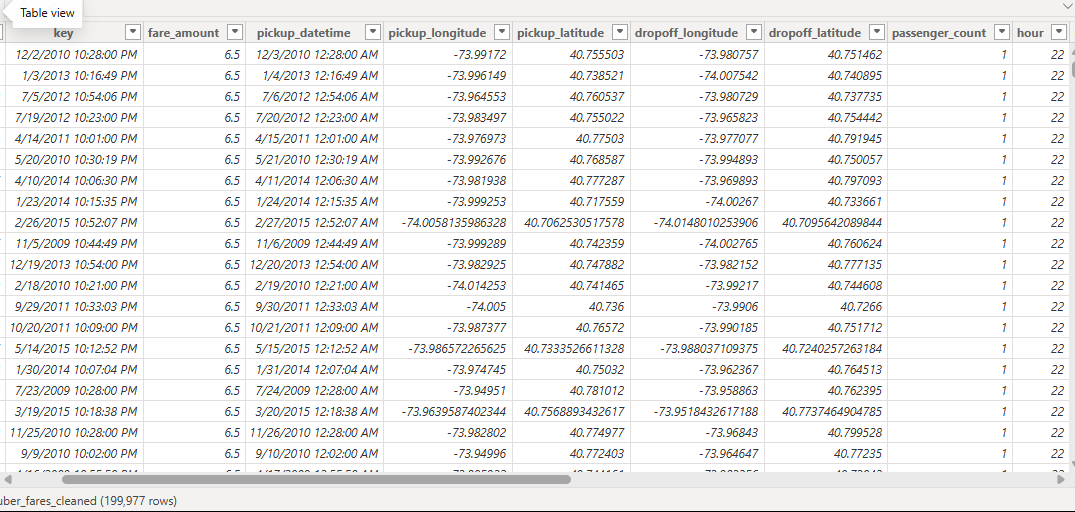 Table view
key fare_amount pickup_datetime pickup_longitude pickup_latitude dropoff_longitude dropoff_latitude passenger_count hour
12/2/2010 10:28:00 PM 6.5 12/3/2010 12:28:00 AM -73.99172 40.755503 -73.980757 40.751462 1 22
1/3/2013 10:16:49 PM 6.5 1/4/2013 12:16:49 AM -73.996149 40.738521 -74.007542 40.740895 1 22
7/5/2012 10:54:06 PM 6.5 7/6/2012 12:54:06 AM -73.964553 40.760537 -73.980729 40.737735 1 22
7/19/2012 10:23:00 PM 6.5 7/20/2012 12:23:00 AM -73.983497 40.755022 -73.965823 40.754442 1 22
4/14/2011 10:01:00 PM 6.5 4/15/2011 12:01:00 AM -73.976973 40.77503 -73.977077 40.791945 1 22
5/20/2010 10:30:19 PM 6.5 5/21/2010 12:30:19 AM -73.992676 40.768587 -73.994893 40.750057 1 22
4/10/2014 10:06:30 PM 6.5 4/11/2014 12:06:30 AM -73.981938 40.777287 -73.969893 40.797093 1 22
1/23/2014 10:15:35 PM 6.5 1/24/2014 12:15:35 AM -73.999253 40.717559 -74.00267 40.733661 1 22
2/26/2015 10:52:07 PM 6.5 2/27/2015 12:52:07 AM -74.0058135986328 40.7062530517578 -74.0148010253906 40.7095642089844 1 22
11/5/2009 10:44:49 PM 6.5 11/6/2009 12:44:49 AM -73.999289 40.742359 -74.002765 40.760624 1 22
12/19/2013 10:54:00 PM 6.5 12/20/2013 12:54:00 AM -73.982925 40.747882 -73.982152 40.777135 1 22
2/18/2010 10:21:00 PM 6.5 2/19/2010 12:21:00 AM -74.014253 40.741465 -73.99217 40.744608 1 22
9/29/2011 10:33:03 PM 6.5 9/30/2011 12:33:03 AM -74.005 40.736 -73.9906 40.7266 1 22
10/20/2011 10:09:00 PM 6.5 10/21/2011 12:09:00 AM -73.987377 40.76572 -73.990185 40.751712 1 22
5/14/2015 10:12:52 PM 6.5 5/15/2015 12:12:52 AM -73.986572265625 40.7333526611328 -73.988037109375 40.7240257263184 1 22
1/30/2014 10:07:04 PM 6.5 1/31/2014 12:07:04 AM -73.974745 40.75032 -73.962367 40.764513 1 22
7/23/2009 10:28:00 PM 6.5 7/24/2009 12:28:00 AM -73.94951 40.781012 -73.958863 40.762395 1 22
3/19/2015 10:18:38 PM 6.5 3/20/2015 12:18:38 AM -73.9639587402344 40.7568893432617 -73.9518432617188 40.7737464904785 1 22
11/25/2010 10:28:00 PM 6.5 11/26/2010 12:28:00 AM -73.982802 40.774977 -73.96843 40.799528 1 22
9/9/2010 10:02:00 PM 6.5 9/10/2010 12:02:00 AM -73.94996 40.772403 -73.964647 40.77235 1 22
uber_fares_cleaned (199,977 rows)